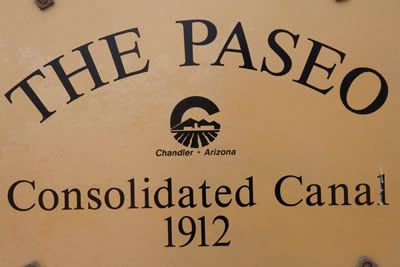 THE PASEO
Chandler • Arizona
Consolidated Canal
1912